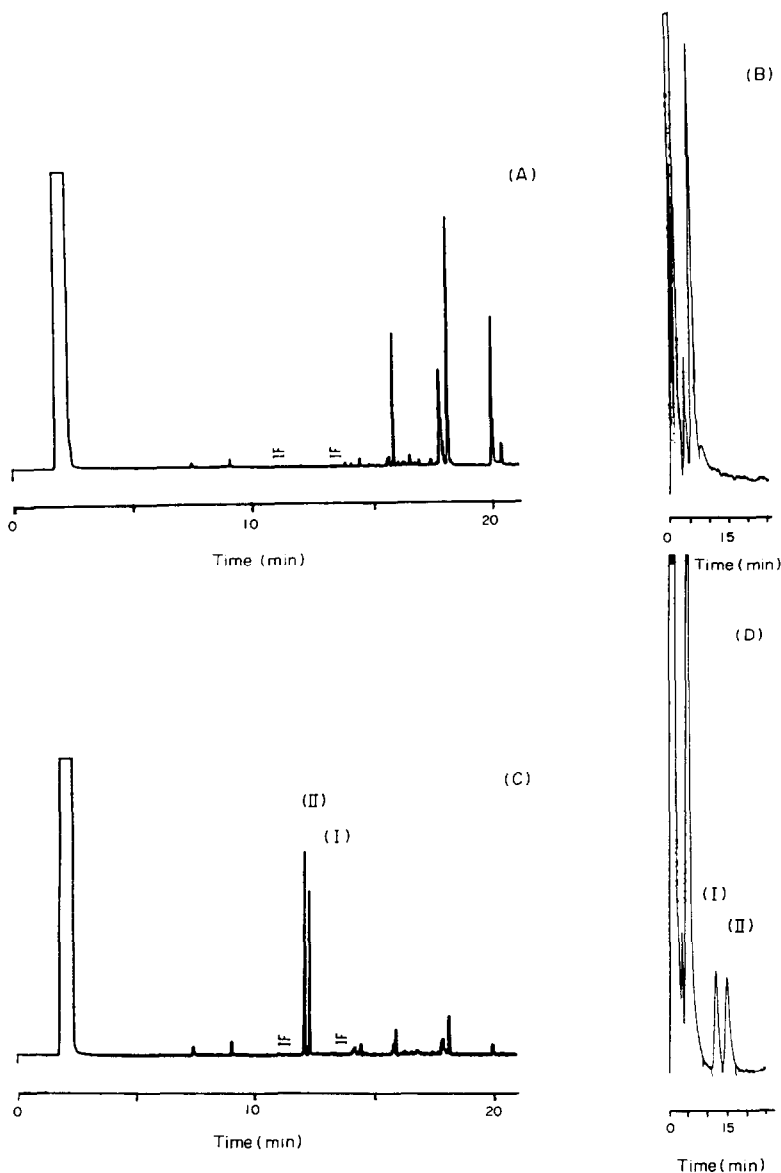 (A)
IF IF
0 10 20
Time (min)
(B)
0 15
Time (min)
(C)
(II)
(I)
IF IF
0 10 20
Time (min)
(D)
(I)
(II)
0 15
Time (min)